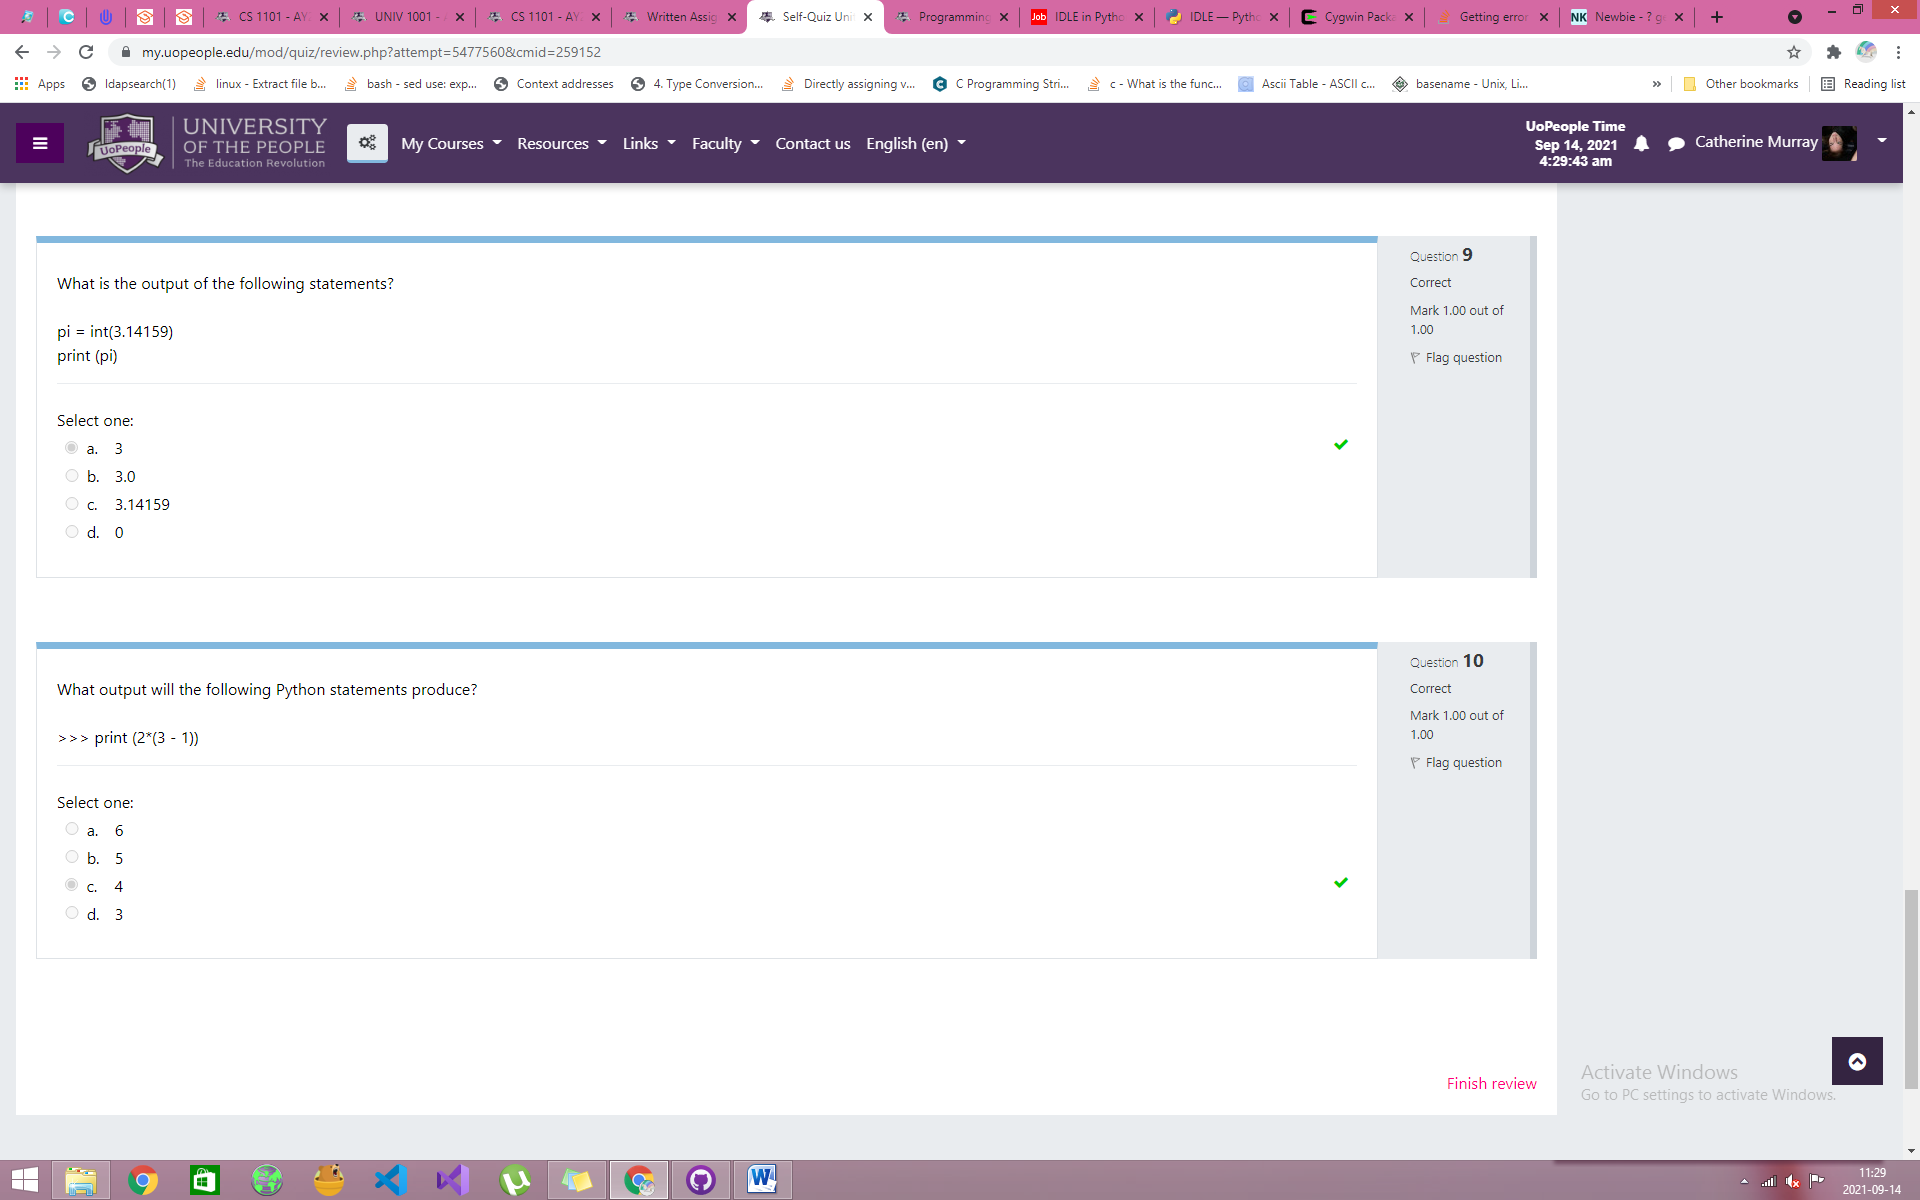 CS 1101 - AY
UNIV 1001 -
CS 1101 - AY
Written Assig
Self-Quiz Uni
Programming
Job IDLE in Pytho
IDLE — Pytho
Cygwin Packa
Getting error
NK Newbie - ? ge
my.uopeople.edu/mod/quiz/review.php?attempt=5477560&cmid=259152
Apps
ldapsearch(1)
linux - Extract file b...
bash - sed use: exp...
Context addresses
4. Type Conversion...
Directly assigning v...
C Programming Stri...
c - What is the func...
Ascii Table - ASCII c...
basename - Unix, Li...
»
Other bookmarks
Reading list
UoPeople
UNIVERSITY
OF THE PEOPLE
The Education Revolution
My Courses
Resources
Links
Faculty
Contact us
English (en)
UoPeople Time
Sep 14, 2021
4:29:43 am
Catherine Murray
What is the output of the following statements?
pi = int(3.14159)
print (pi)
Select one:
a. 3
b. 3.0
c. 3.14159
d. 0
Question 9
Correct
Mark 1.00 out of
1.00
Flag question
What output will the following Python statements produce?
>>> print (2*(3 - 1))
Select one:
a. 6
b. 5
c. 4
d. 3
Question 10
Correct
Mark 1.00 out of
1.00
Flag question
Finish review
Activate Windows
Go to PC settings to activate Windows.
11:29
2021-09-14